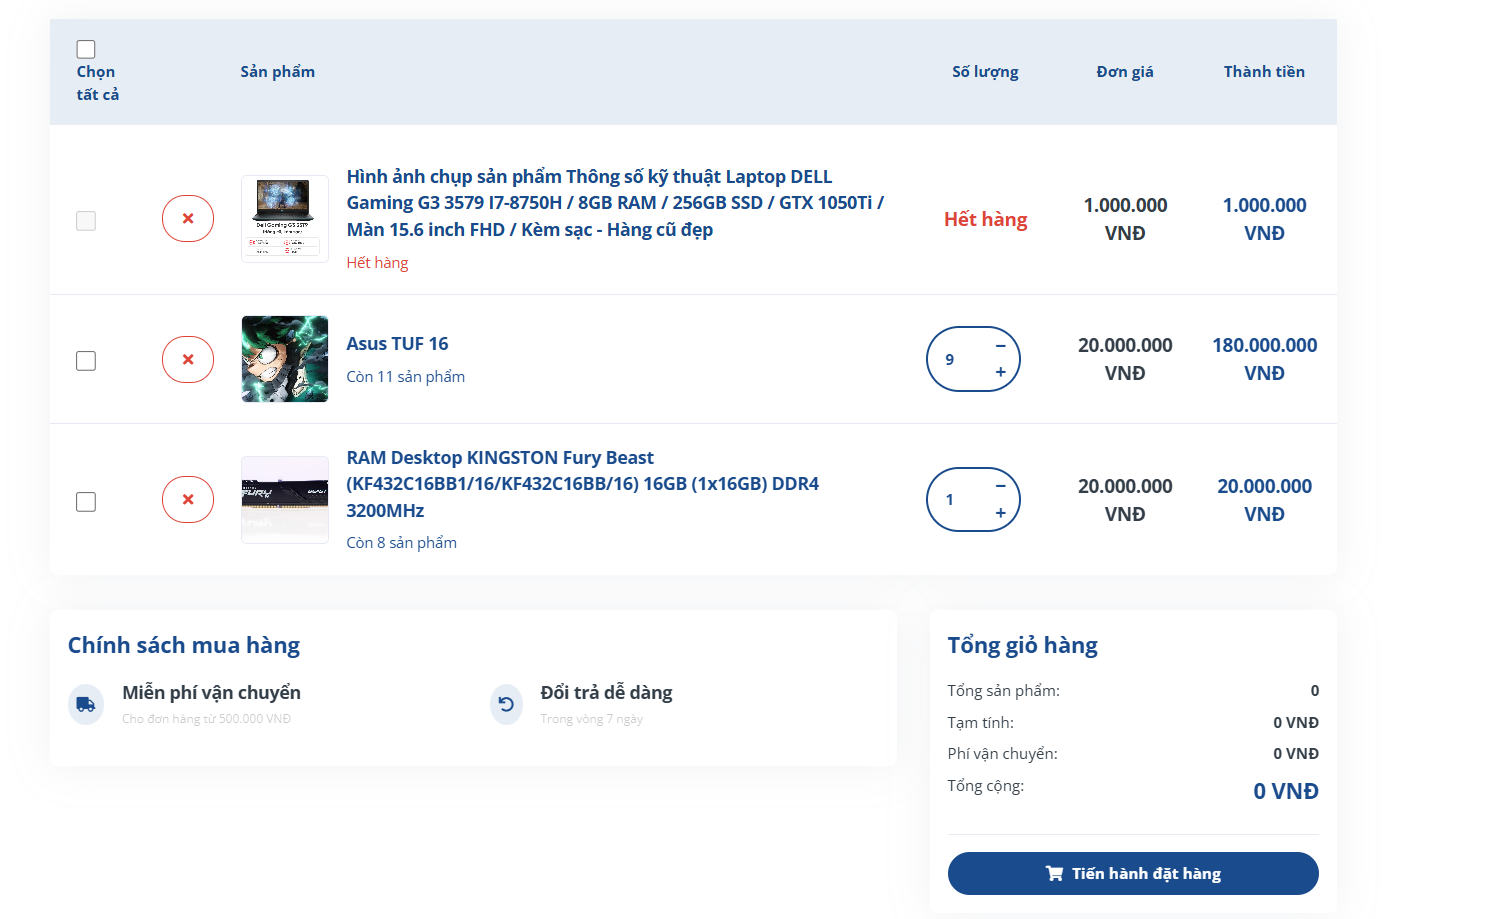 Chọn
tất cả
Sản phẩm
Số lượng
Đơn giá
Thành tiền
Hình ảnh chụp sản phẩm Thông số kỹ thuật Laptop DELL
Gaming G3 3579 I7-8750H / 8GB RAM / 256GB SSD / GTX 1050Ti /
Màn 15.6 inch FHD / Kèm sạc - Hàng cũ đẹp
Hết hàng
Dell Gaming G3 3579
Hết hàng
1.000.000
VNĐ
1.000.000
VNĐ
Asus TUF 16
Còn 11 sản phẩm
9
−
+
20.000.000
VNĐ
180.000.000
VNĐ
RAM Desktop KINGSTON Fury Beast
(KF432C16BB1/16/KF432C16BB/16) 16GB (1x16GB) DDR4
3200MHz
Còn 8 sản phẩm
FURY
BEAST
1
−
+
20.000.000
VNĐ
20.000.000
VNĐ
Chính sách mua hàng
Miễn phí vận chuyển
Cho đơn hàng từ 500.000 VNĐ
Đổi trả dễ dàng
Trong vòng 7 ngày
Tổng giỏ hàng
Tổng sản phẩm: 0
Tạm tính: 0 VNĐ
Phí vận chuyển: 0 VNĐ
Tổng cộng: 0 VNĐ
Tiến hành đặt hàng